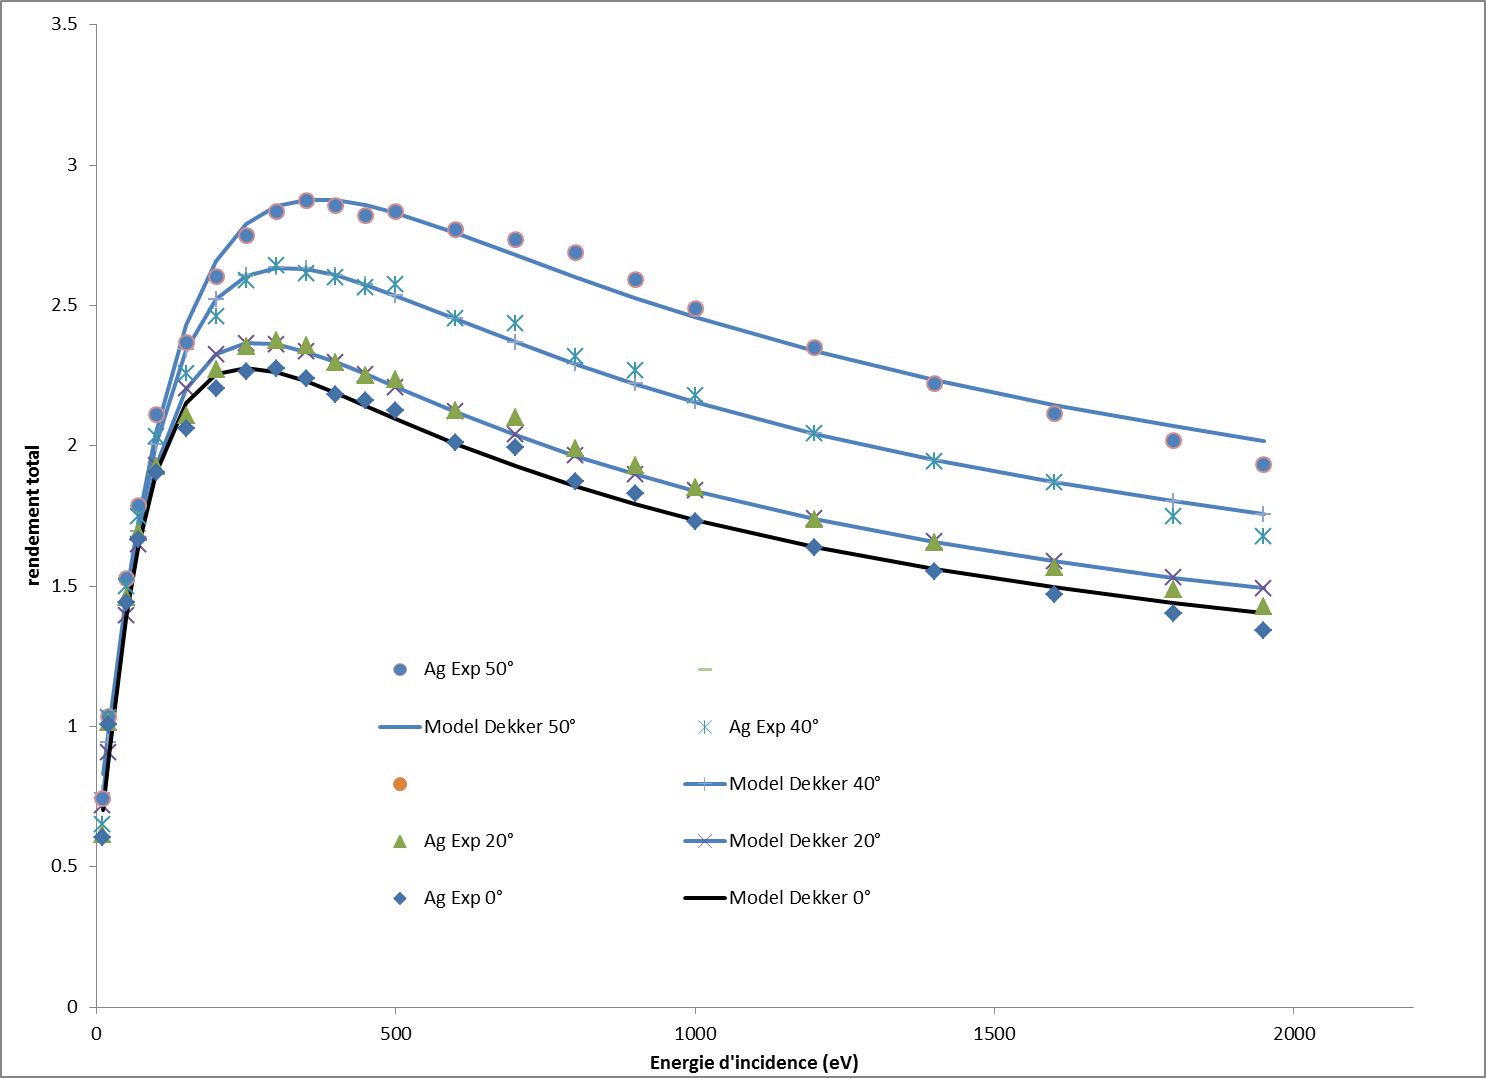 3.5
3
2.5
2
1.5
1
0.5
0
rendement total
0
500
1000
1500
2000
Energie d'incidence (eV)
Ag Exp 50°
Model Dekker 50°
Ag Exp 40°
Model Dekker 40°
Ag Exp 20°
Model Dekker 20°
Ag Exp 0°
Model Dekker 0°